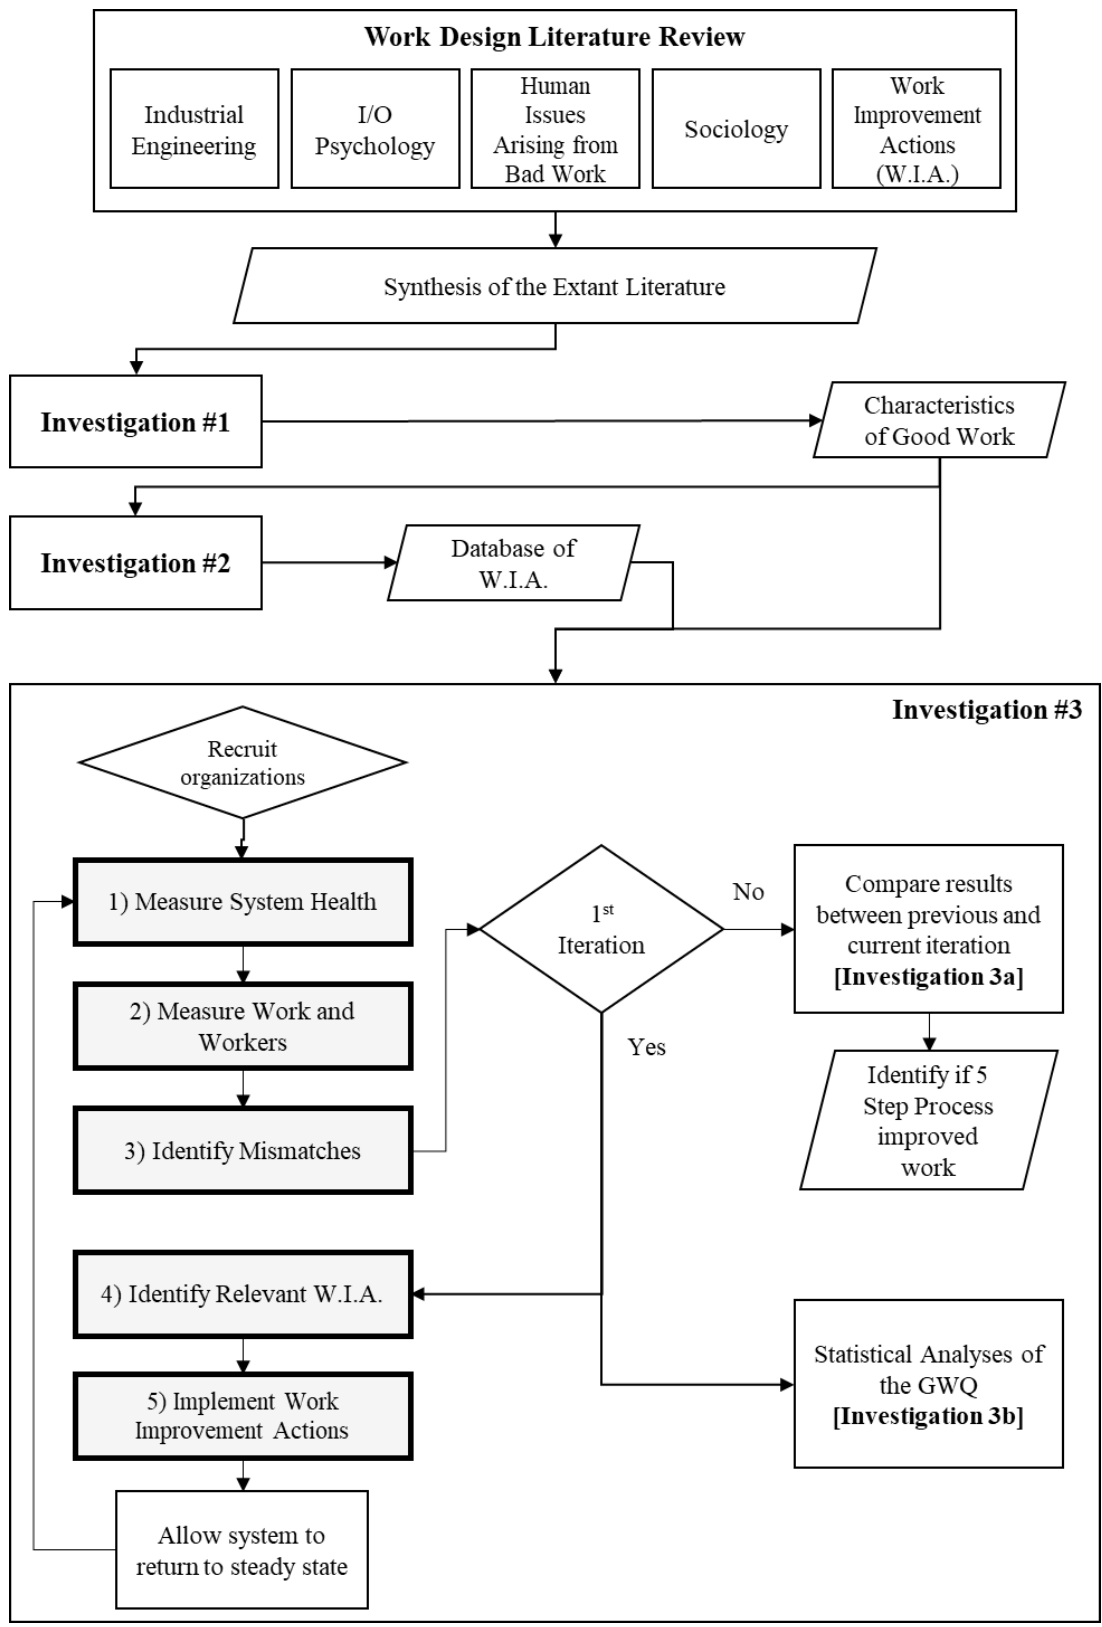 Work Design Literature Review
Industrial
Engineering
I/O
Psychology
Human
Issues
Arising from
Bad Work
Sociology
Work
Improvement
Actions
(W.I.A.)
Synthesis of the Extant Literature
Investigation #1
Characteristics
of Good Work
Investigation #2
Database of
W.I.A.
Investigation #3
Recruit
organizations
1) Measure System Health
2) Measure Work and
Workers
3) Identify Mismatches
1st
Iteration
No
Yes
Compare results
between previous and
current iteration
[Investigation 3a]
Identify if 5
Step Process
improved
work
4) Identify Relevant W.I.A.
5) Implement Work
Improvement Actions
Statistical Analyses of
the GWQ
[Investigation 3b]
Allow system to
return to steady state